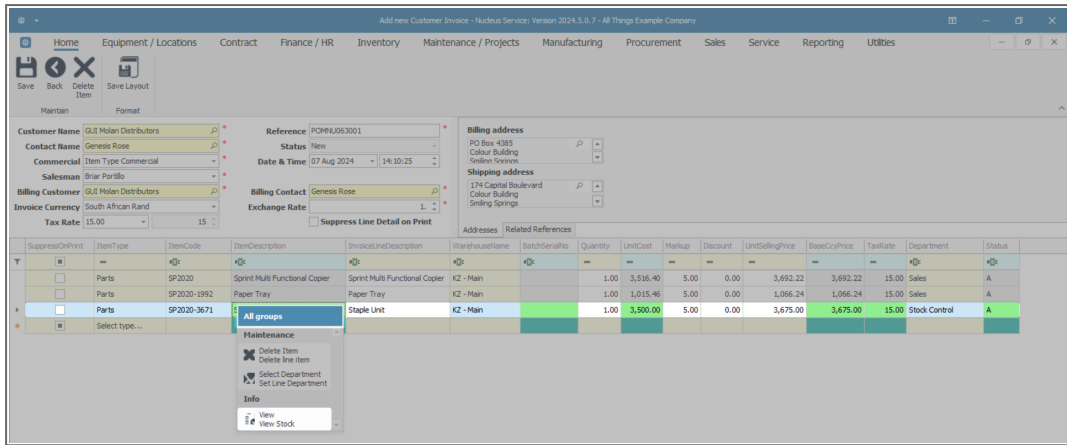 Add new Customer Invoice - Nucleus Service: Version 2024.5.0.7 - All Things Example Company
Home Equipment / Locations Contract Finance / HR Inventory Maintenance / Projects Manufacturing Procurement Sales Service Reporting Utilities
Save Back Delete Item Save Layout
Maintain Format
Customer Name GUI Molan Distributors * Reference POMNU063001 * Billing address
Contact Name Genesis Rose * Status New PO Box 4385
Colour Building
Smiling Springs
Commercial Item Type Commercial * Date & Time 07 Aug 2024 14:10:25
Salesman Briar Portillo * Shipping address
174 Capital Boulevard
Colour Building
Smiling Springs
Billing Customer GUI Molan Distributors * Billing Contact Genesis Rose *
Invoice Currency South African Rand * Exchange Rate 1. *
Tax Rate 15.00 15 Suppress Line Detail on Print
Addresses Related References
SuppressOnPrint ItemType ItemCode ItemDescription InvoiceLineDescription WarehouseName BatchSerialNo Quantity UnitCost Markup Discount UnitSellingPrice BaseCcyPrice TaxRate Department Status
Parts SP2020 Sprint Multi Functional Copier Sprint Multi Functional Copier KZ - Main 1.00 3,516.40 5.00 0.00 3,692.22 3,692.22 15.00 Sales A
Parts SP2020-1992 Paper Tray Paper Tray KZ - Main 1.00 1,015.46 5.00 0.00 1,066.24 1,066.24 15.00 Sales A
Parts SP2020-3671 S Staple Unit KZ - Main 1.00 3,500.00 5.00 0.00 3,675.00 3,675.00 15.00 Stock Control A
Select type...
All groups
Maintenance
Delete Item
Delete line item
Select Department
Set Line Department
Info
View
View Stock